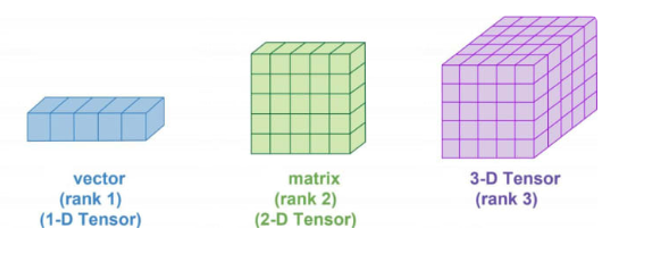 vector
(rank 1)
(1-D Tensor)
matrix
(rank 2)
(2-D Tensor)
3-D Tensor
(rank 3)